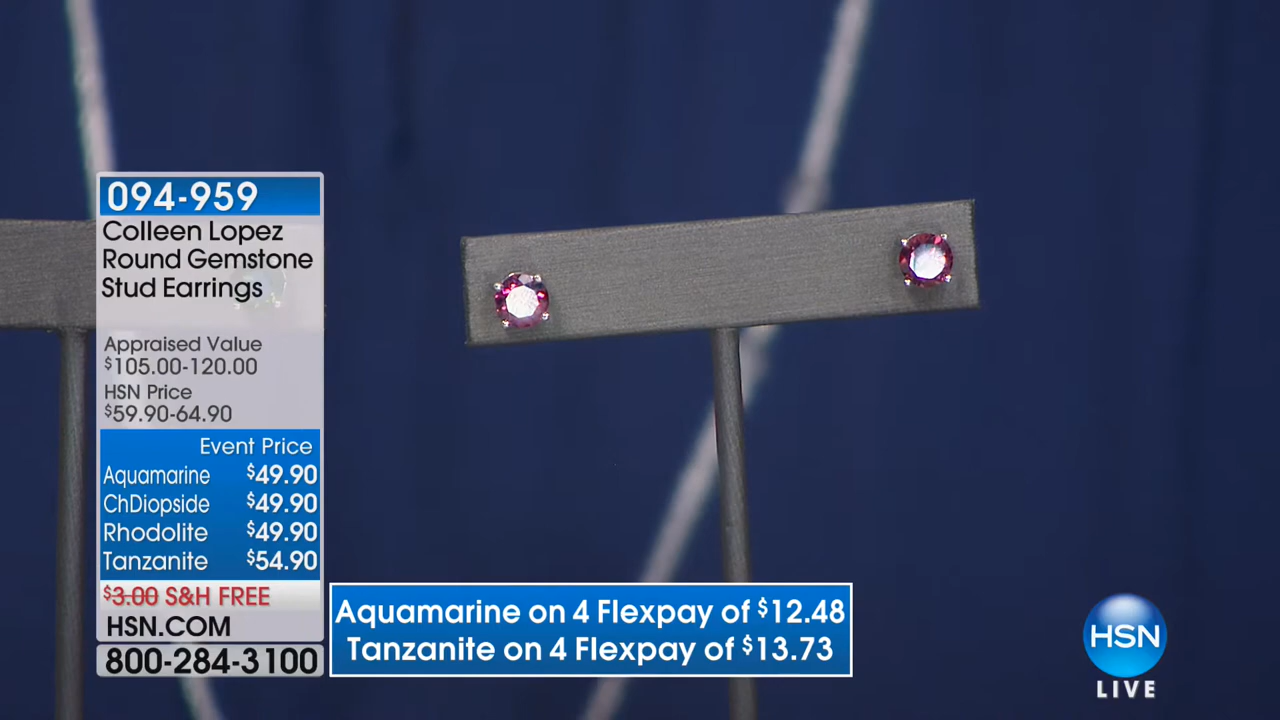 094-959
Colleen Lopez
Round Gemstone
Stud Earrings
Appraised Value
$105.00-120.00
HSN Price
$59.90-64.90
Event Price
Aquamarine $49.90
ChDiopside $49.90
Rhodolite $49.90
Tanzanite $54.90
$3.00 S&H FREE
HSN.COM
800-284-3100
Aquamarine on 4 Flexpay of $12.48
Tanzanite on 4 Flexpay of $13.73
HSN
LIVE